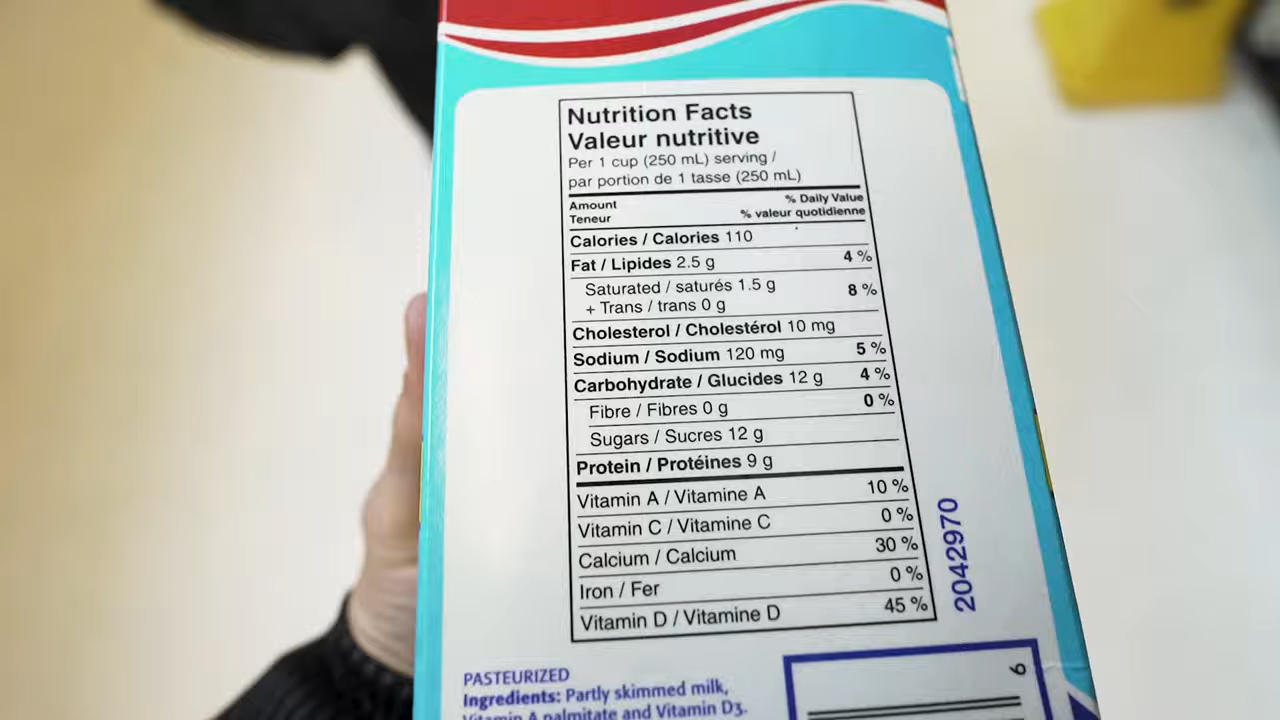 Nutrition Facts
Valeur nutritive
Per 1 cup (250 mL) serving /
par portion de 1 tasse (250 mL)
Amount % Daily Value
Teneur % valeur quotidienne
Calories / Calories 110
Fat / Lipides 2.5 g 4 %
Saturated / saturés 1.5 g
+ Trans / trans 0 g 8 %
Cholesterol / Cholestérol 10 mg
Sodium / Sodium 120 mg 5 %
Carbohydrate / Glucides 12 g 4 %
Fibre / Fibres 0 g 0 %
Sugars / Sucres 12 g
Protein / Protéines 9 g
Vitamin A / Vitamine A 10 %
Vitamin C / Vitamine C 0 %
Calcium / Calcium 30 %
Iron / Fer 0 %
Vitamin D / Vitamine D 45 %
2042970
PASTEURIZED
Ingredients: Partly skimmed milk,
Vitamin A palmitate and Vitamin D3.
6